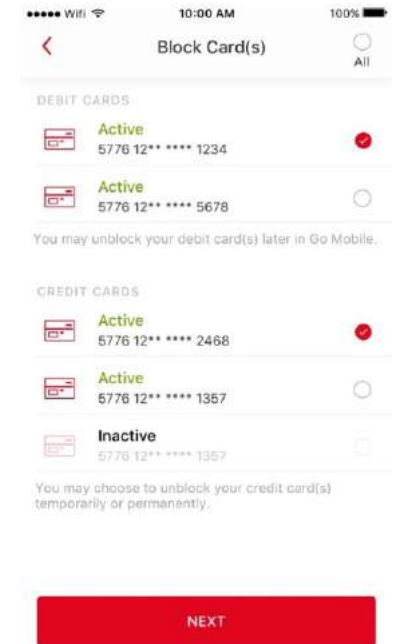 Wifi 10:00 AM 100%
Block Card(s)
All
DEBIT CARDS
Active
5776 12** **** 1234
Active
5776 12** **** 5678
You may unblock your debit card(s) later in Go Mobile.
CREDIT CARDS
Active
5776 12** **** 2468
Active
5776 12** **** 1357
Inactive
5776 12** **** 1357
You may choose to unblock your credit card(s)
temporarily or permanently.
NEXT